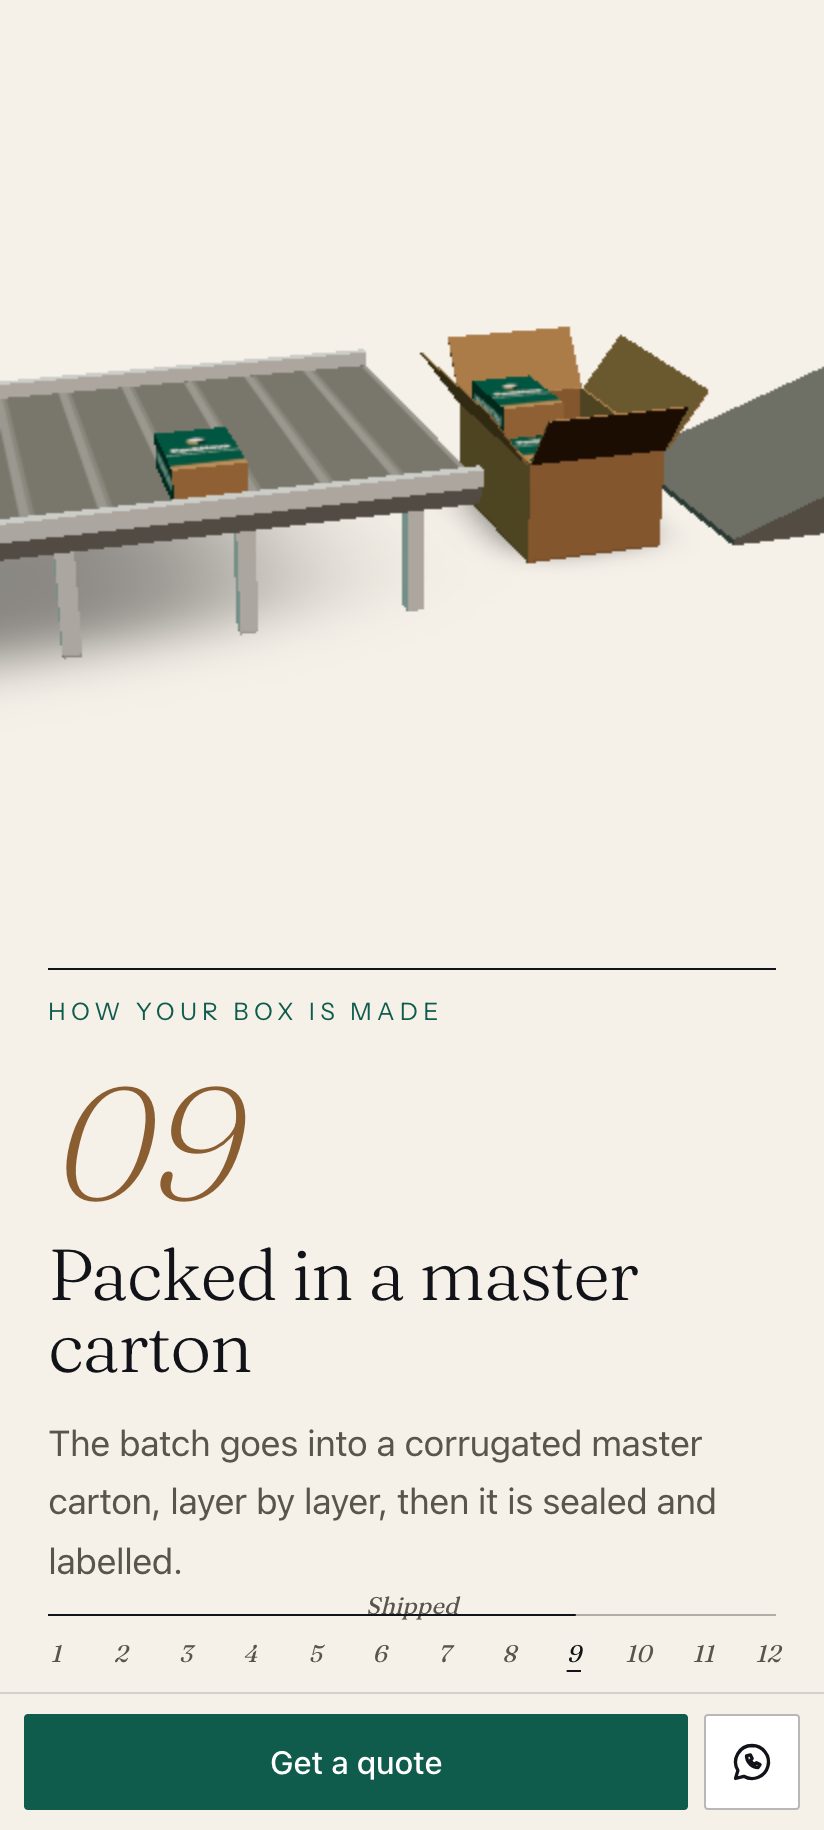 HOW YOUR BOX IS MADE
09
Packed in a master
carton
The batch goes into a corrugated master
carton, layer by layer, then it is sealed and
labelled.
Shipped
1 2 3 4 5 6 7 8 9 10 11 12
Get a quote